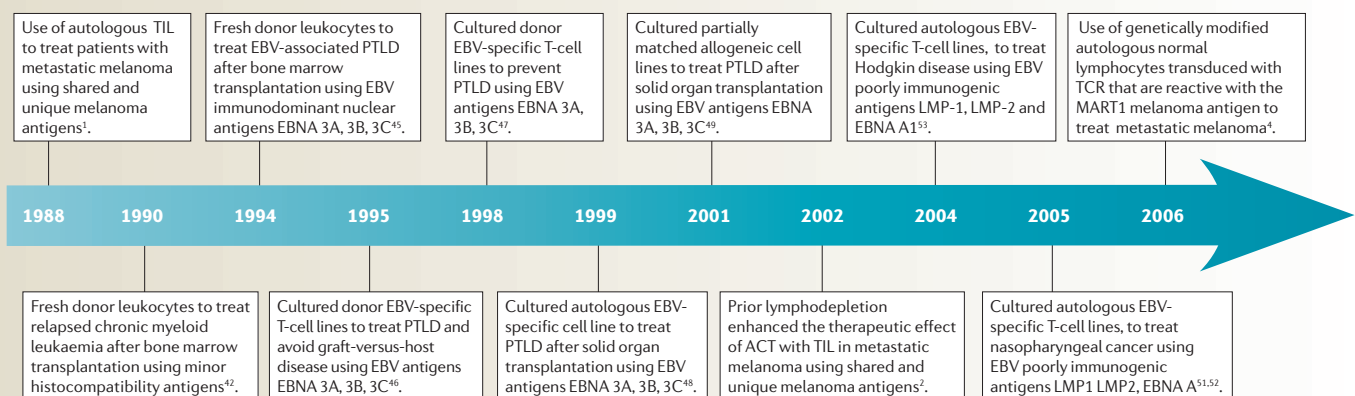 Use of autologous TIL
to treat patients with
metastatic melanoma
using shared and
unique melanoma
antigens¹.
Fresh donor leukocytes to
treat EBV-associated PTLD
after bone marrow
transplantation using EBV
immunodominant nuclear
antigens EBNA 3A, 3B, 3C⁴⁵.
Cultured donor
EBV-specific T-cell
lines to prevent
PTLD using EBV
antigens EBNA 3A,
3B, 3C⁴⁷.
Cultured partially
matched allogeneic cell
lines to treat PTLD after
solid organ transplantation
using EBV antigens EBNA
3A, 3B, 3C⁴⁹.
Cultured autologous EBV-
specific T-cell lines, to treat
Hodgkin disease using EBV
poorly immunogenic
antigens LMP-1, LMP-2 and
EBNA A1⁵³.
Use of genetically modified
autologous normal
lymphocytes transduced with
TCR that are reactive with the
MART1 melanoma antigen to
treat metastatic melanoma⁴.
1988 1990 1994 1995 1998 1999 2001 2002 2004 2005 2006
Fresh donor leukocytes to treat
relapsed chronic myeloid
leukaemia after bone marrow
transplantation using minor
histocompatibility antigens⁴².
Cultured donor EBV-specific
T-cell lines to treat PTLD and
avoid graft-versus-host
disease using EBV antigens
EBNA 3A, 3B, 3C⁴⁶.
Cultured autologous EBV-
specific cell line to treat
PTLD after solid organ
transplantation using EBV
antigens EBNA 3A, 3B, 3C⁴⁸.
Prior lymphodepletion
enhanced the therapeutic effect
of ACT with TIL in metastatic
melanoma using shared and
unique melanoma antigens².
Cultured autologous EBV-
specific T-cell lines, to treat
nasopharyngeal cancer using
EBV poorly immunogenic
antigens LMP1 LMP2, EBNA A⁵¹,⁵².